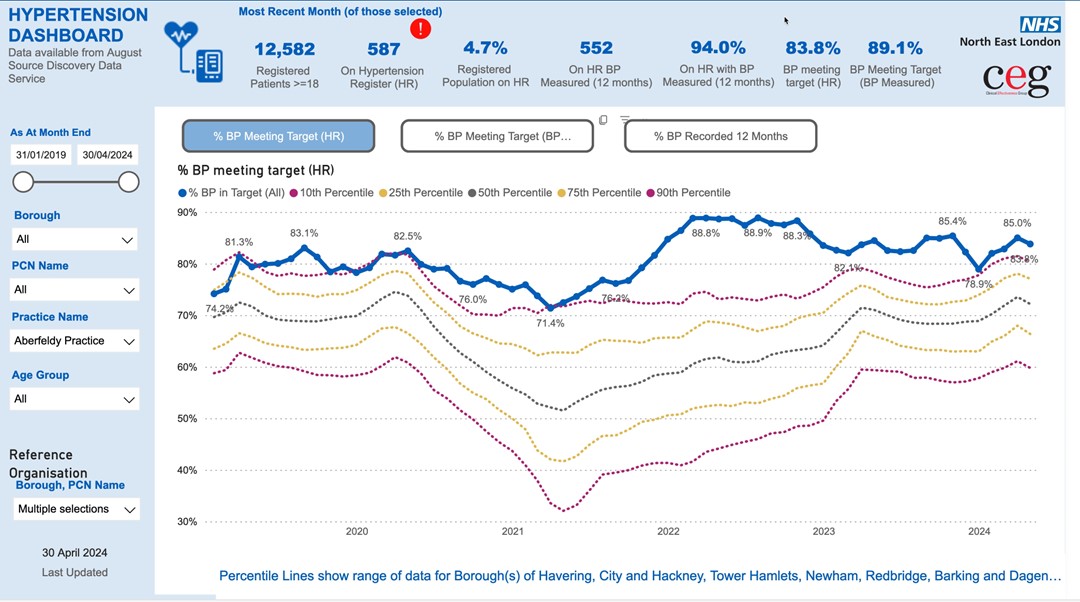 HYPERTENSION
DASHBOARD
Data available from August
Source Discovery Data
Service
Most Recent Month (of those selected)
!
12,582
Registered
Patients >=18
587
On Hypertension
Register (HR)
4.7%
Registered
Population on HR
552
On HR BP
Measured (12 months)
94.0%
On HR with BP
Measured (12 months)
83.8%
BP meeting
target (HR)
89.1%
BP Meeting Target
(BP Measured)
NHS
North East London
ceg
As At Month End
31/01/2019 30/04/2024
Borough
All
PCN Name
All
Practice Name
Aberfeldy Practice
Age Group
All
Reference
Organisation
Borough, PCN Name
Multiple selections
30 April 2024
Last Updated
% BP Meeting Target (HR)
% BP Meeting Target (BP...
% BP Recorded 12 Months
% BP meeting target (HR)
% BP in Target (All) 10th Percentile 25th Percentile 50th Percentile 75th Percentile 90th Percentile
90%
80%
70%
60%
50%
40%
30%
74.2%
81.3%
83.1%
82.5%
76.0%
71.4%
76.2%
88.8%
88.9%
88.3%
82.1%
85.4%
78.9%
85.0%
83.8%
2020 2021 2022 2023 2024
Percentile Lines show range of data for Borough(s) of Havering, City and Hackney, Tower Hamlets, Newham, Redbridge, Barking and Dagen...